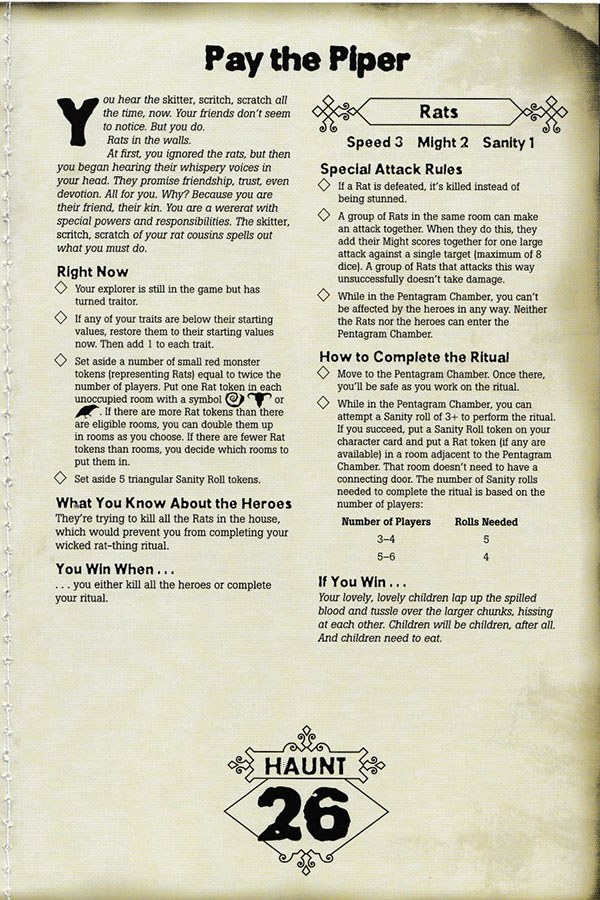 Pay the Piper
You hear the skitter, scritch, scratch all
the time, now. Your friends don't seem
to notice. But you do.
Rats in the walls.
At first, you ignored the rats, but then
you began hearing their whispery voices in
your head. They promise friendship, trust, even
devotion. All for you. Why? Because you are
their friend, their kin. You are a wererat with
special powers and responsibilities. The skitter,
scritch, scratch of your rat cousins spells out
what you must do.
Right Now
Your explorer is still in the game but has
turned traitor.
If any of your traits are below their starting
values, restore them to their starting values
now. Then add 1 to each trait.
Set aside a number of small red monster
tokens (representing Rats) equal to twice the
number of players. Put one Rat token in each
unoccupied room with a symbol or
. If there are more Rat tokens than there
are eligible rooms, you can double them up
in rooms as you choose. If there are fewer Rat
tokens than rooms, you decide which rooms to
put them in.
Set aside 5 triangular Sanity Roll tokens.
What You Know About the Heroes
They're trying to kill all the Rats in the house,
which would prevent you from completing your
wicked rat-thing ritual.
You Win When . . .
. . . you either kill all the heroes or complete
your ritual.
Rats
Speed 3 Might 2 Sanity 1
Special Attack Rules
If a Rat is defeated, it's killed instead of
being stunned.
A group of Rats in the same room can make
an attack together. When they do this, they
add their Might scores together for one large
attack against a single target (maximum of 8
dice). A group of Rats that attacks this way
unsuccessfully doesn't take damage.
While in the Pentagram Chamber, you can't
be affected by the heroes in any way. Neither
the Rats nor the heroes can enter the
Pentagram Chamber.
How to Complete the Ritual
Move to the Pentagram Chamber. Once there,
you'll be safe as you work on the ritual.
While in the Pentagram Chamber, you can
attempt a Sanity roll of 3+ to perform the ritual.
If you succeed, put a Sanity Roll token on your
character card and put a Rat token (if any are
available) in a room adjacent to the Pentagram
Chamber. That room doesn't need to have a
connecting door. The number of Sanity rolls
needed to complete the ritual is based on the
number of players:
Number of Players Rolls Needed
3–4 5
5–6 4
If You Win . . .
Your lovely, lovely children lap up the spilled
blood and tussle over the larger chunks, hissing
at each other. Children will be children, after all.
And children need to eat.
HAUNT
26